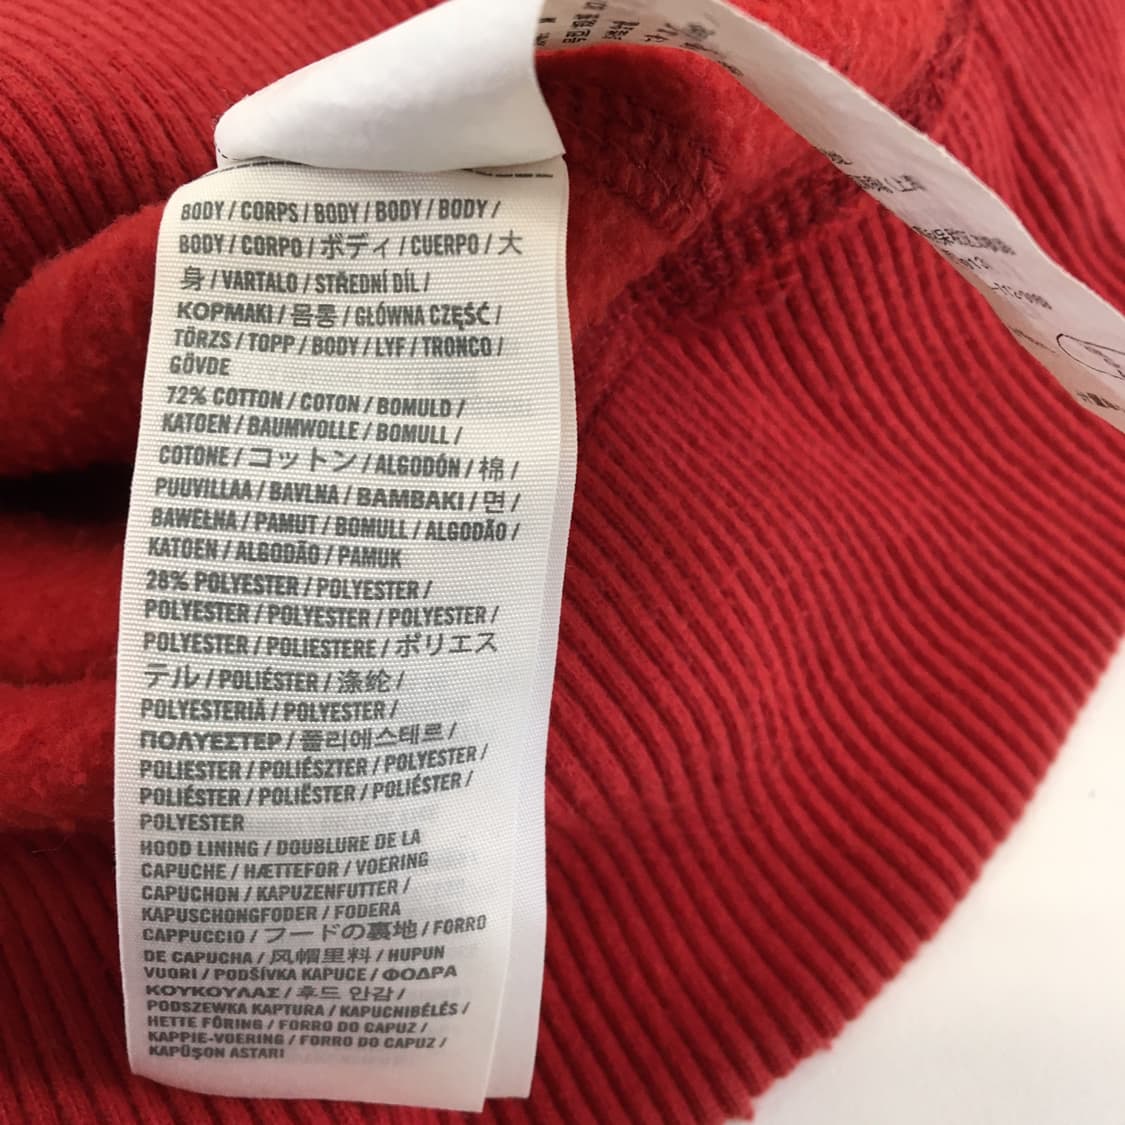 BODY / CORPS / BODY / BODY / BODY /
BODY / CORPO / ボディ / CUERPO / 大
身 / VARTALO / STŘEDNÍ DÍL /
ΚΟΡΜΑΚΙ / 몸통 / GŁÓWNA CZĘŚĆ /
TÖRZS / TOPP / BODY / LYF / TRONCO /
GÖVDE
72% COTTON / COTON / BOMULD /
KATOEN / BAUMWOLLE / BOMULL /
COTONE / コットン / ALGODÓN / 棉 /
PUUVILLAA / BAVLNA / ΒΑΜΒΑΚΙ / 면 /
BAWEŁNA / PAMUT / BOMULL / ALGODÃO /
KATOEN / ALGODÃO / PAMUK
28% POLYESTER / POLYESTER /
POLYESTER / POLYESTER / POLYESTER /
POLYESTER / POLIESTERE / ポリエス
テル / POLIÉSTER / 涤纶 /
POLYESTERIÄ / POLYESTER /
ΠΟΛΥΕΣΤΕΡ / 폴리에스테르 /
POLIESTER / POLIÉSZTER / POLYESTER /
POLIÉSTER / POLIËSTER / POLIÉSTER /
POLYESTER
HOOD LINING / DOUBLURE DE LA
CAPUCHE / HÆTTEFOR / VOERING
CAPUCHON / KAPUZENFUTTER /
KAPUSCHONGFODER / FODERA
CAPPUCCIO / フードの裏地 / FORRO
DE CAPUCHA / 风帽里料 / HUPUN
VUORI / PODŠÍVKA KAPUCE / ΦΟΔΡΑ
ΚΟΥΚΟΥΛΑΣ / 후드 안감 /
PODSZEWKA KAPTURA / KAPUCNIBÉLÉS /
HETTE FÔRING / FORRO DO CAPUZ /
KAPPIE-VOERING / FORRO DO CAPUZ /
KAPÜŞON ASTARI